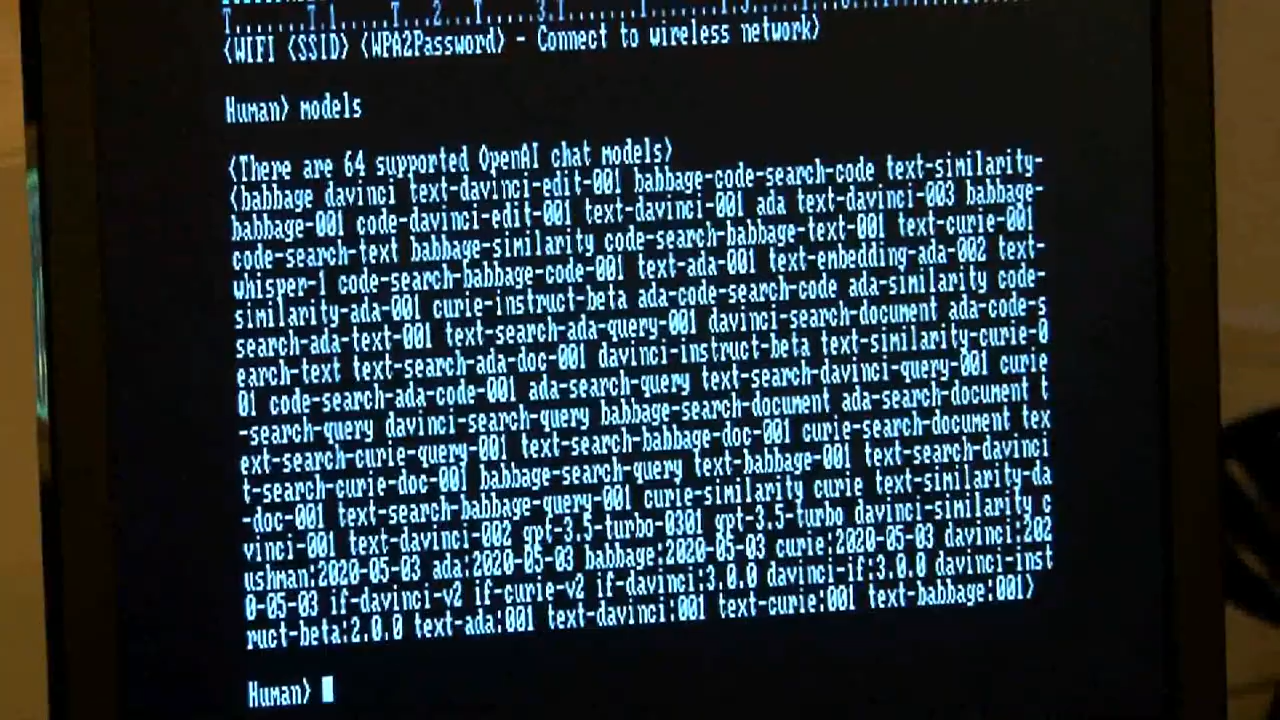 T.......T.1.....T...2...T.....3.T
(WIFI (SSID) (WPA2Password) - Connect to wireless network)
Human> models
(There are 64 supported OpenAI chat models)
(babbage davinci text-davinci-edit-001 babbage-code-search-code text-similarity-
babbage-001 code-davinci-edit-001 text-davinci-001 ada text-davinci-003 babbage-
code-search-text babbage-similarity code-search-babbage-text-001 text-curie-001
whisper-1 code-search-babbage-code-001 text-ada-001 text-embedding-ada-002 text-
similarity-ada-001 curie-instruct-beta ada-code-search-code ada-similarity code-
search-ada-text-001 text-search-ada-query-001 davinci-search-document ada-code-s
earch-text text-search-ada-doc-001 davinci-instruct-beta text-similarity-curie-0
01 code-search-ada-code-001 ada-search-query text-search-davinci-query-001 curie
-search-query davinci-search-query babbage-search-document ada-search-document t
ext-search-curie-query-001 text-search-babbage-doc-001 curie-search-document tex
t-search-curie-doc-001 babbage-search-query text-babbage-001 text-search-davinci
-doc-001 text-search-babbage-query-001 curie-similarity curie text-similarity-da
vinci-001 text-davinci-002 gpt-3.5-turbo-0301 gpt-3.5-turbo davinci-similarity c
ushman:2020-05-03 ada:2020-05-03 babbage:2020-05-03 curie:2020-05-03 davinci:202
0-05-03 if-davinci-v2 if-curie-v2 if-davinci:3.0.0 davinci-if:3.0.0 davinci-inst
ruct-beta:2.0.0 text-ada:001 text-davinci:001 text-curie:001 text-babbage:001)
Human>